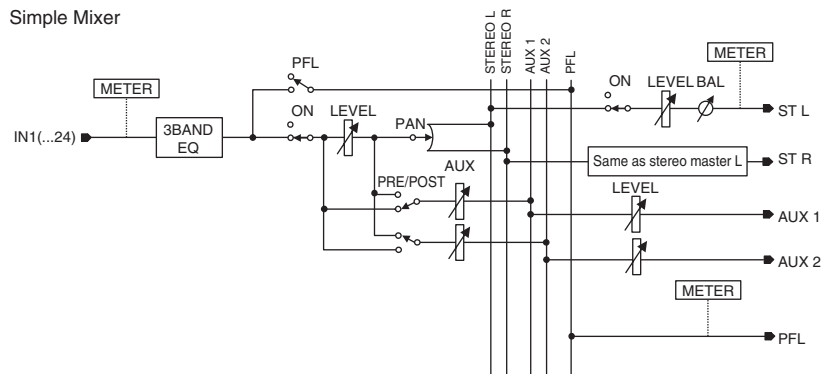 Simple Mixer
STEREO L
STEREO R
AUX 1
AUX 2
PFL
METER
PFL
ON
LEVEL
PAN
IN1(...24)
3BAND
EQ
PRE/POST
AUX
ON
LEVEL BAL
METER
ST L
Same as stereo master L
ST R
LEVEL
AUX 1
AUX 2
METER
PFL